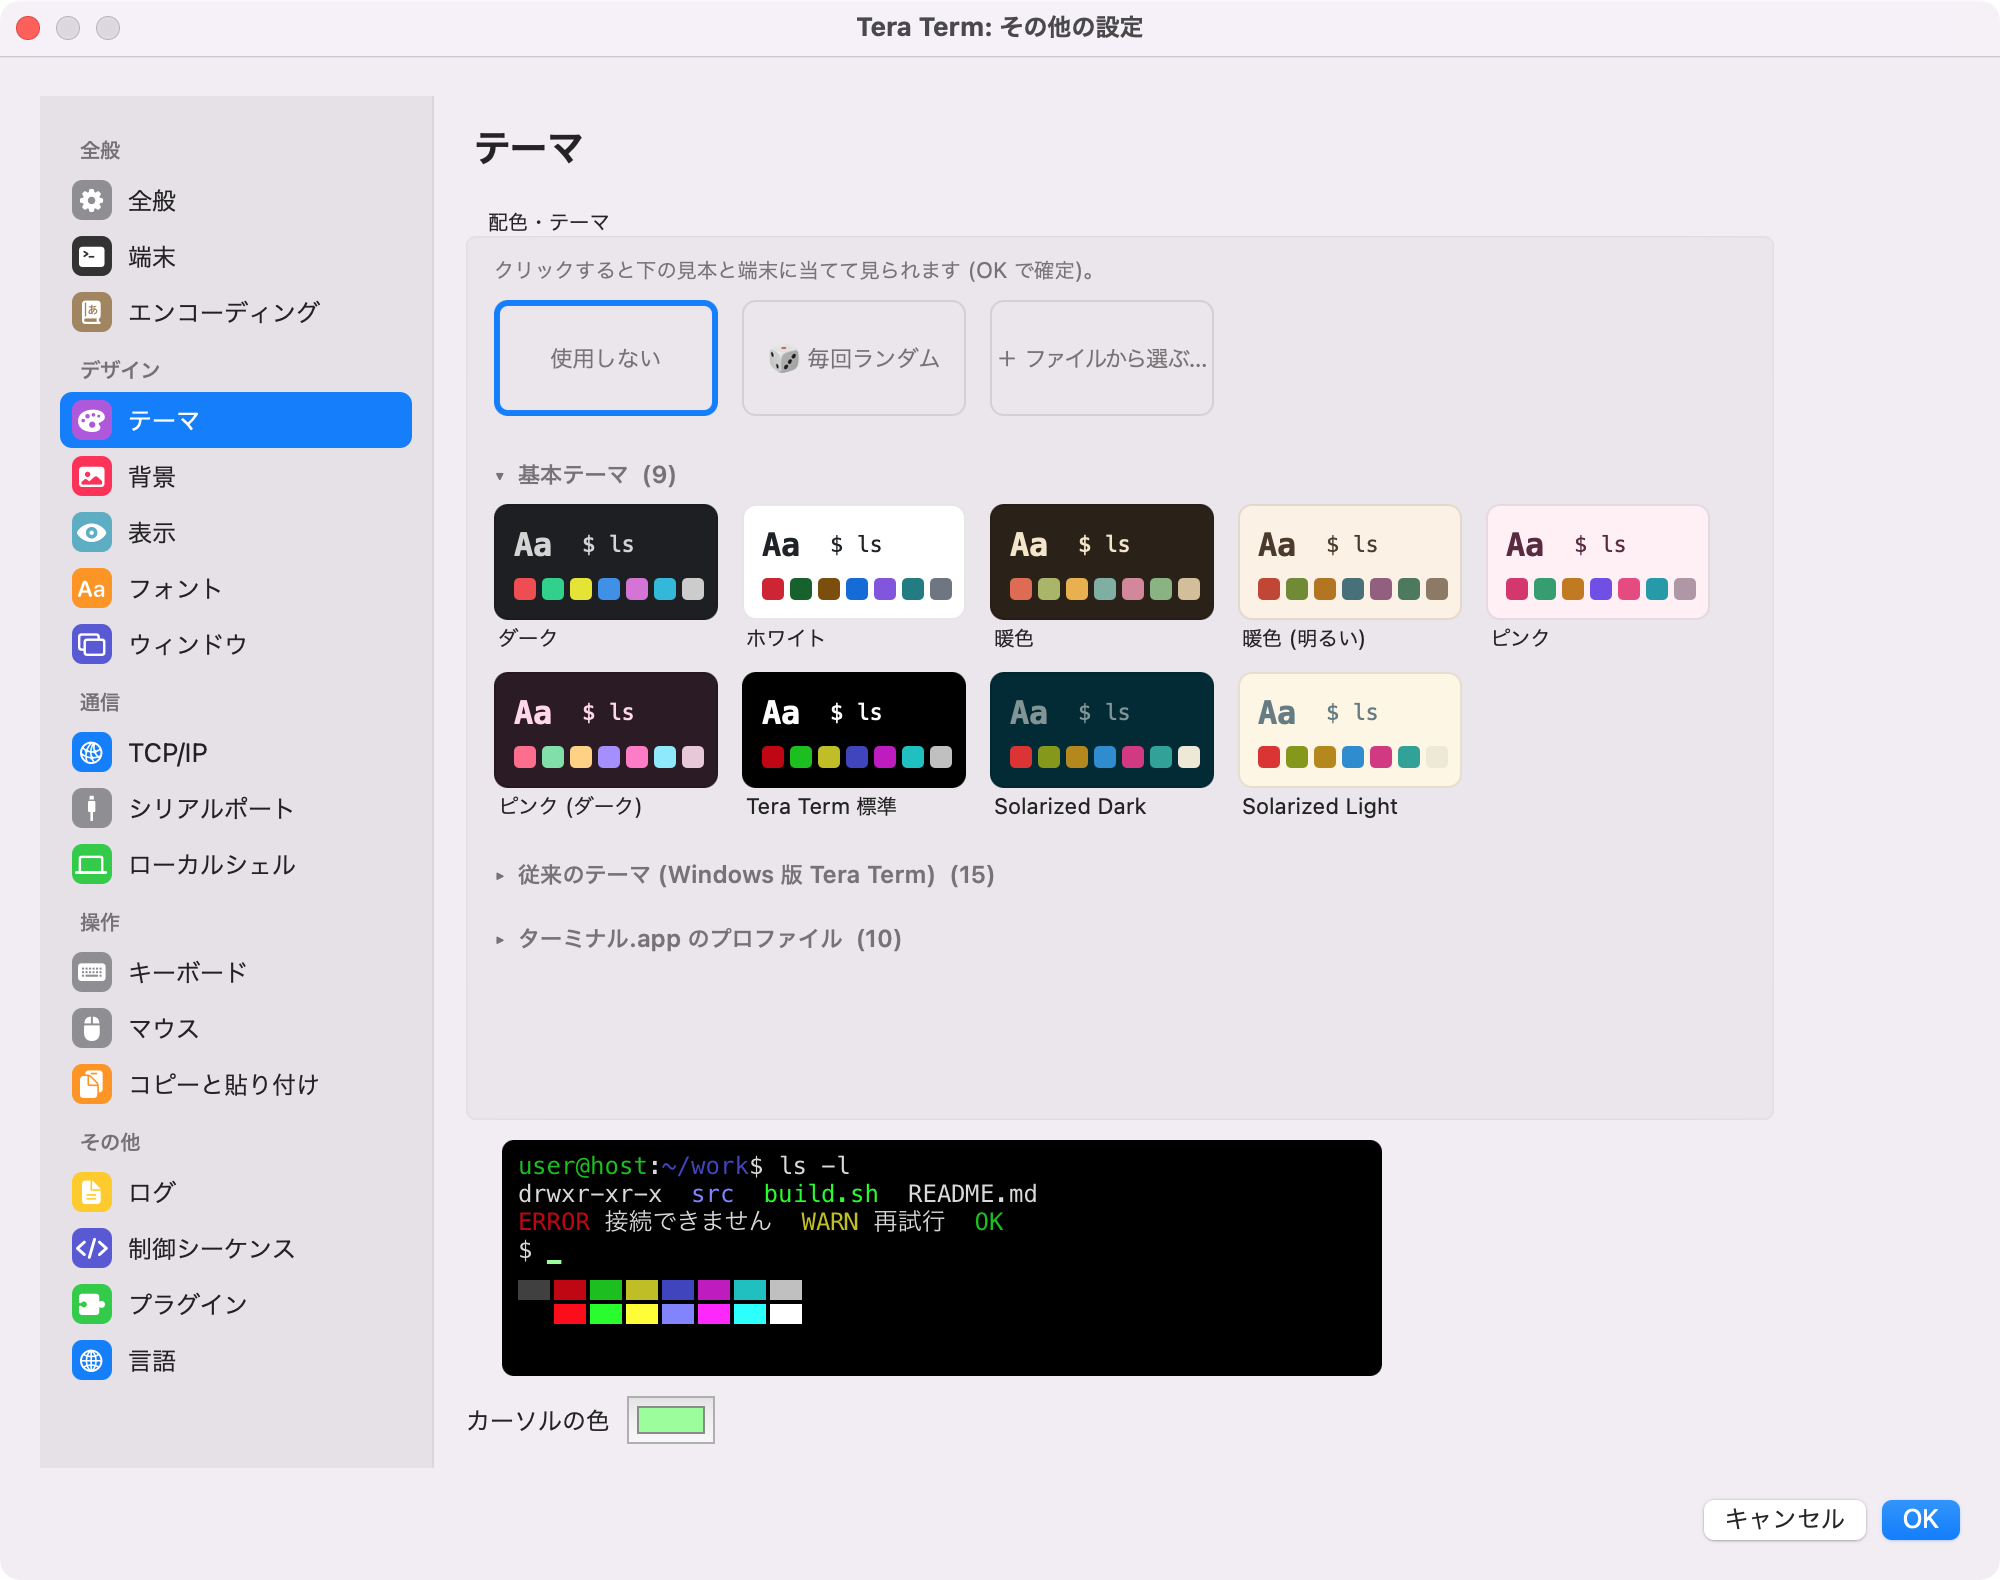 Tera Term: その他の設定
全般
全般
端末
エンコーディング
デザイン
テーマ
背景
表示
フォント
ウィンドウ
通信
TCP/IP
シリアルポート
ローカルシェル
操作
キーボード
マウス
コピーと貼り付け
その他
ログ
制御シーケンス
プラグイン
言語
テーマ
配色・テーマ
クリックすると下の見本と端末に当てて見られます (OK で確定)。
使用しない
毎回ランダム
+ ファイルから選ぶ...
基本テーマ (9)
Aa $ ls
ダーク
Aa $ ls
ホワイト
Aa $ ls
暖色
Aa $ ls
暖色 (明るい)
Aa $ ls
ピンク
Aa $ ls
ピンク (ダーク)
Aa $ ls
Tera Term 標準
Aa $ ls
Solarized Dark
Aa $ ls
Solarized Light
従来のテーマ (Windows 版 Tera Term) (15)
ターミナル.app のプロファイル (10)
user@host:~/work$ ls -l
drwxr-xr-x src build.sh README.md
ERROR 接続できません WARN 再試行 OK
$ _
カーソルの色
キャンセル
OK